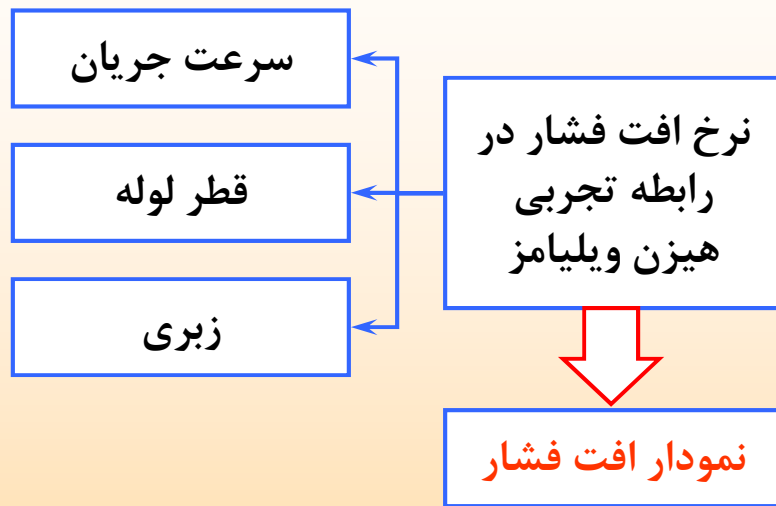 نرخ افت فشار در
رابطه تجربی
هیزن ویلیامز
سرعت جریان
قطر لوله
زبری
نمودار افت فشار